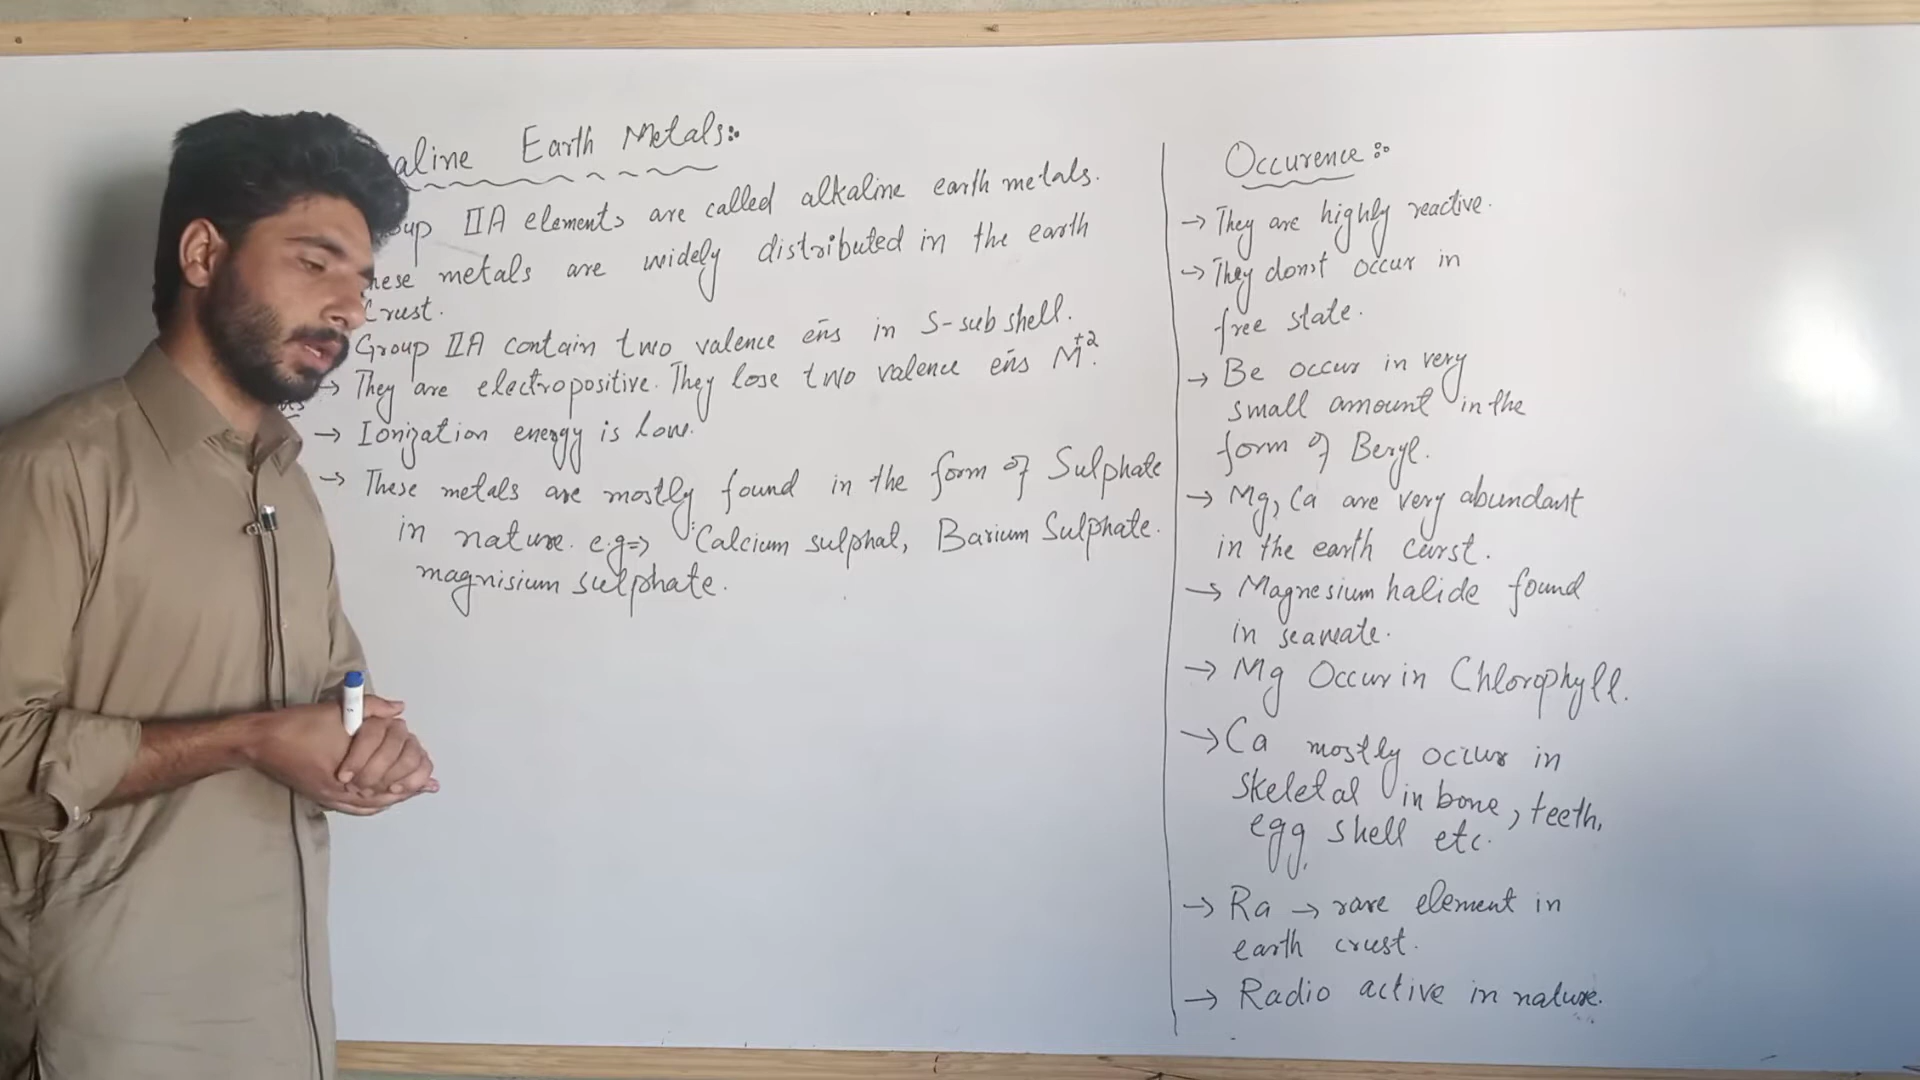 aline Earth Metals:
oup IIA elements are called alkaline earth metals.
hese metals are widely distributed in the earth
Crust.
Group IIA contain two valence ēns in S-subshell.
→ They are electropositive. They lose two valence ēns M+2.
→ Ionization energy is Low.
→ These metals are mostly found in the form of Sulphate
in nature. e.g => Calcium sulphat, Barium Sulphate.
magnisium sulphate.
Occurence :
→ They are highly reactive.
→ They don't occur in
free state.
→ Be occur in very
small amount in the
form of Beryl.
→ Mg, Ca are very abundant
in the earth curst.
→ Magnesium halide found
in seawate.
→ Mg Occur in Chlorophyll.
→ Ca mostly occur in
skeletal in bone, teeth,
egg shell etc.
→ Ra → rare element in
earth crust.
→ Radio active in nature.